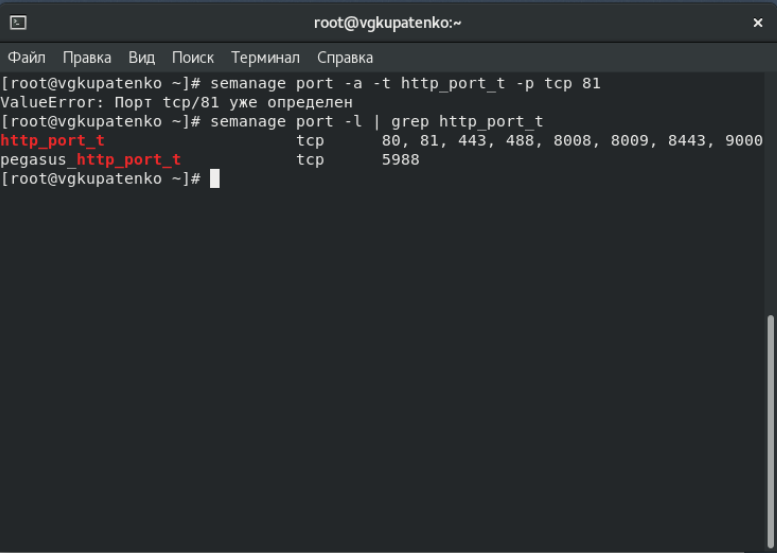 root@vgkupatenko:~
Файл Правка Вид Поиск Терминал Справка
[root@vgkupatenko ~]# semanage port -a -t http_port_t -p tcp 81
ValueError: Порт tcp/81 уже определен
[root@vgkupatenko ~]# semanage port -l | grep http_port_t
http_port_t tcp 80, 81, 443, 488, 8008, 8009, 8443, 9000
pegasus_http_port_t tcp 5988
[root@vgkupatenko ~]#